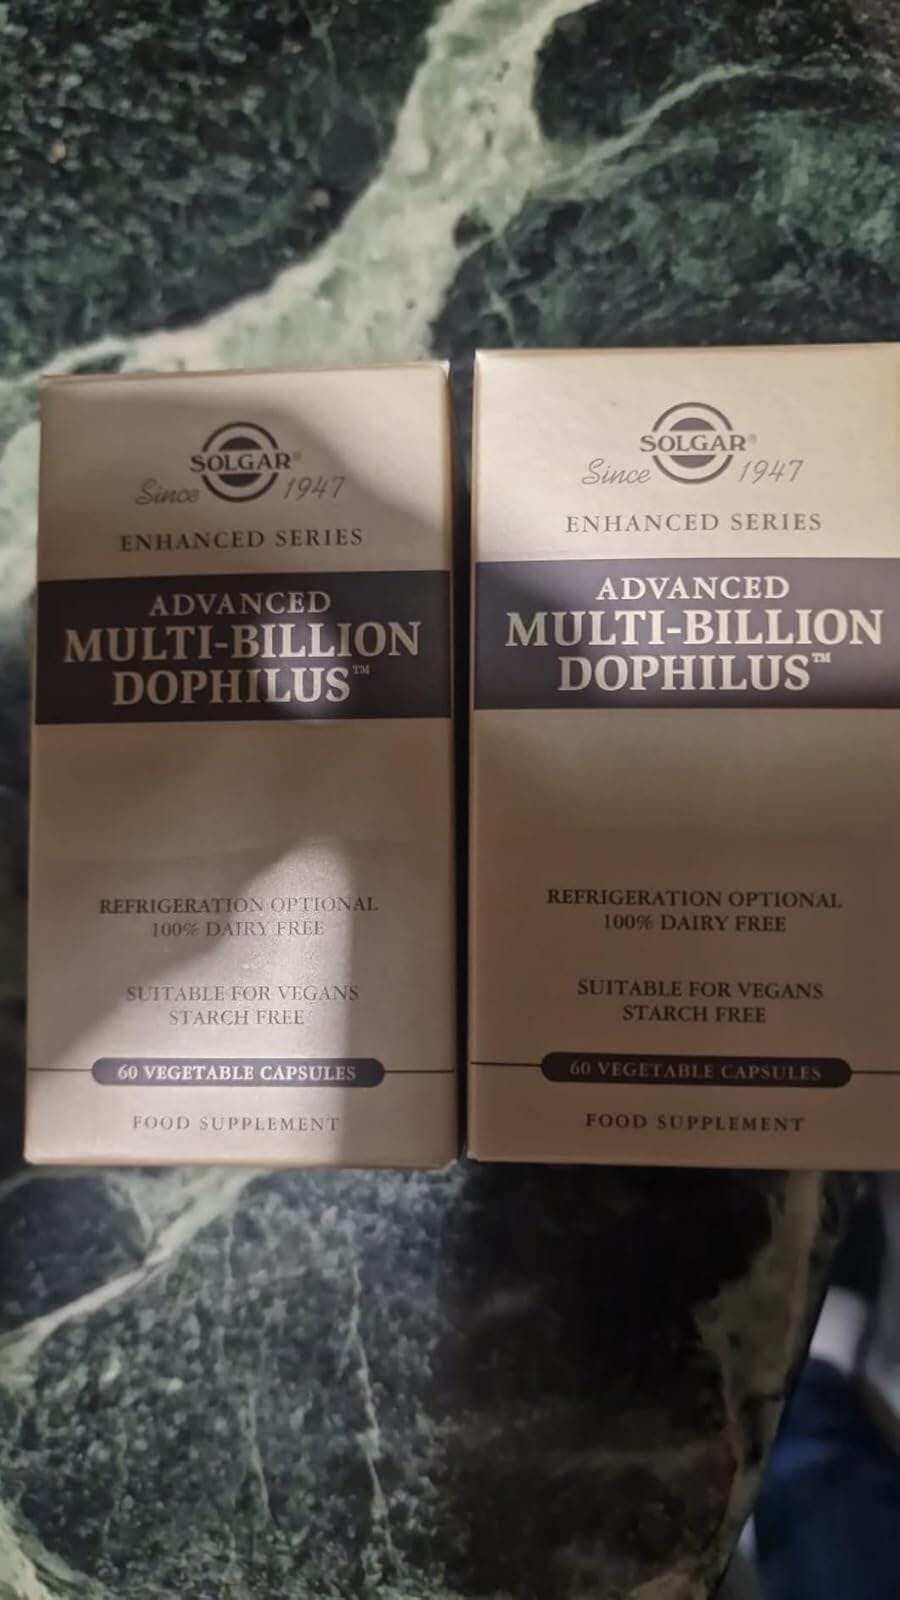 SOLGAR®
Since 1947
ENHANCED SERIES
ADVANCED
MULTI-BILLION
DOPHILUS™
REFRIGERATION OPTIONAL
100% DAIRY FREE
SUITABLE FOR VEGANS
STARCH FREE
60 VEGETABLE CAPSULES
FOOD SUPPLEMENT
SOLGAR®
Since 1947
ENHANCED SERIES
ADVANCED
MULTI-BILLION
DOPHILUS™
REFRIGERATION OPTIONAL
100% DAIRY FREE
SUITABLE FOR VEGANS
STARCH FREE
60 VEGETABLE CAPSULES
FOOD SUPPLEMENT